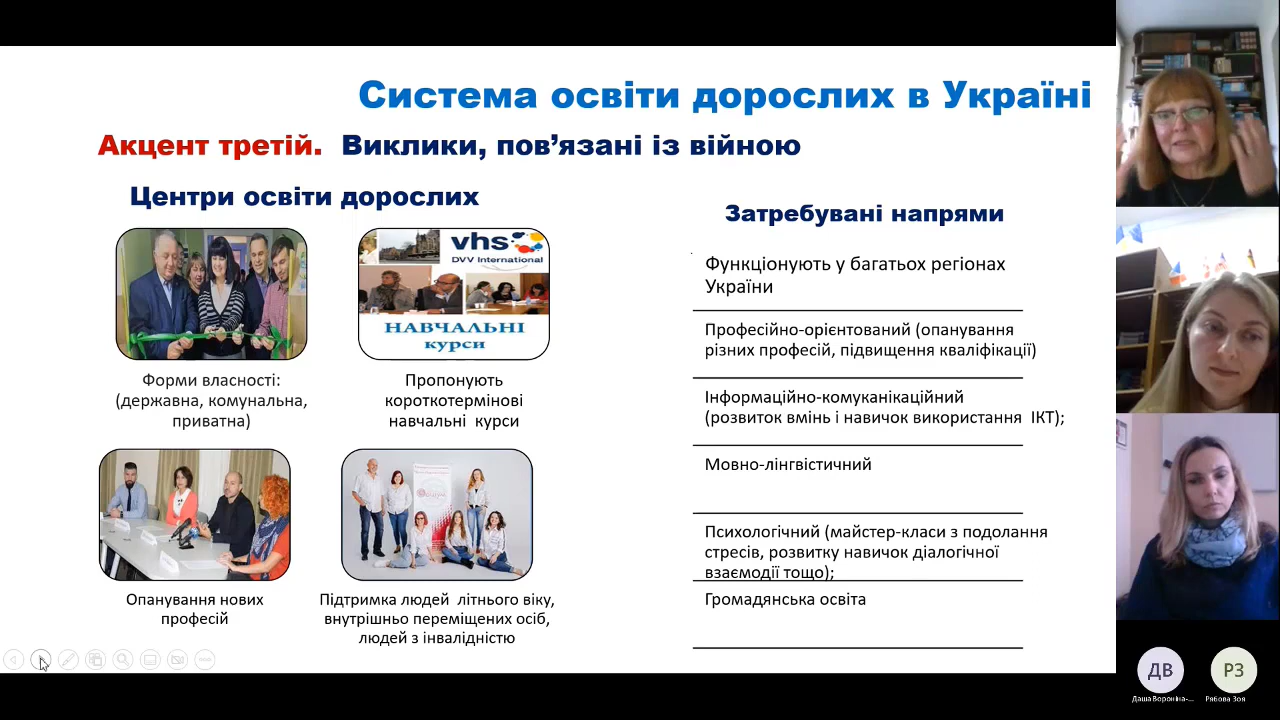 Система освіти дорослих в Україні
Акцент третій. Виклики, пов’язані із війною
Центри освіти дорослих
vhs
DVV International
НАВЧАЛЬНІ
курси
Форми власності:
(державна, комунальна,
приватна)
Пропонують
короткотермінові
навчальні курси
Опанування нових
професій
Підтримка людей літнього віку,
внутрішньо переміщених осіб,
людей з інвалідністю
Затребувані напрями
Функціонують у багатьох регіонах
України
Професійно-орієнтований (опанування
різних професій, підвищення кваліфікації)
Інформаційно-комуканікаційний
(розвиток вмінь і навичок використання ІКТ);
Мовно-лінгвістичний
Психологічний (майстер-класи з подолання
стресів, розвитку навичок діалогічної
взаємодії тощо);
Громадянська освіта
ДВ
РЗ
Даша Вороніна-...
Рябова Зоя